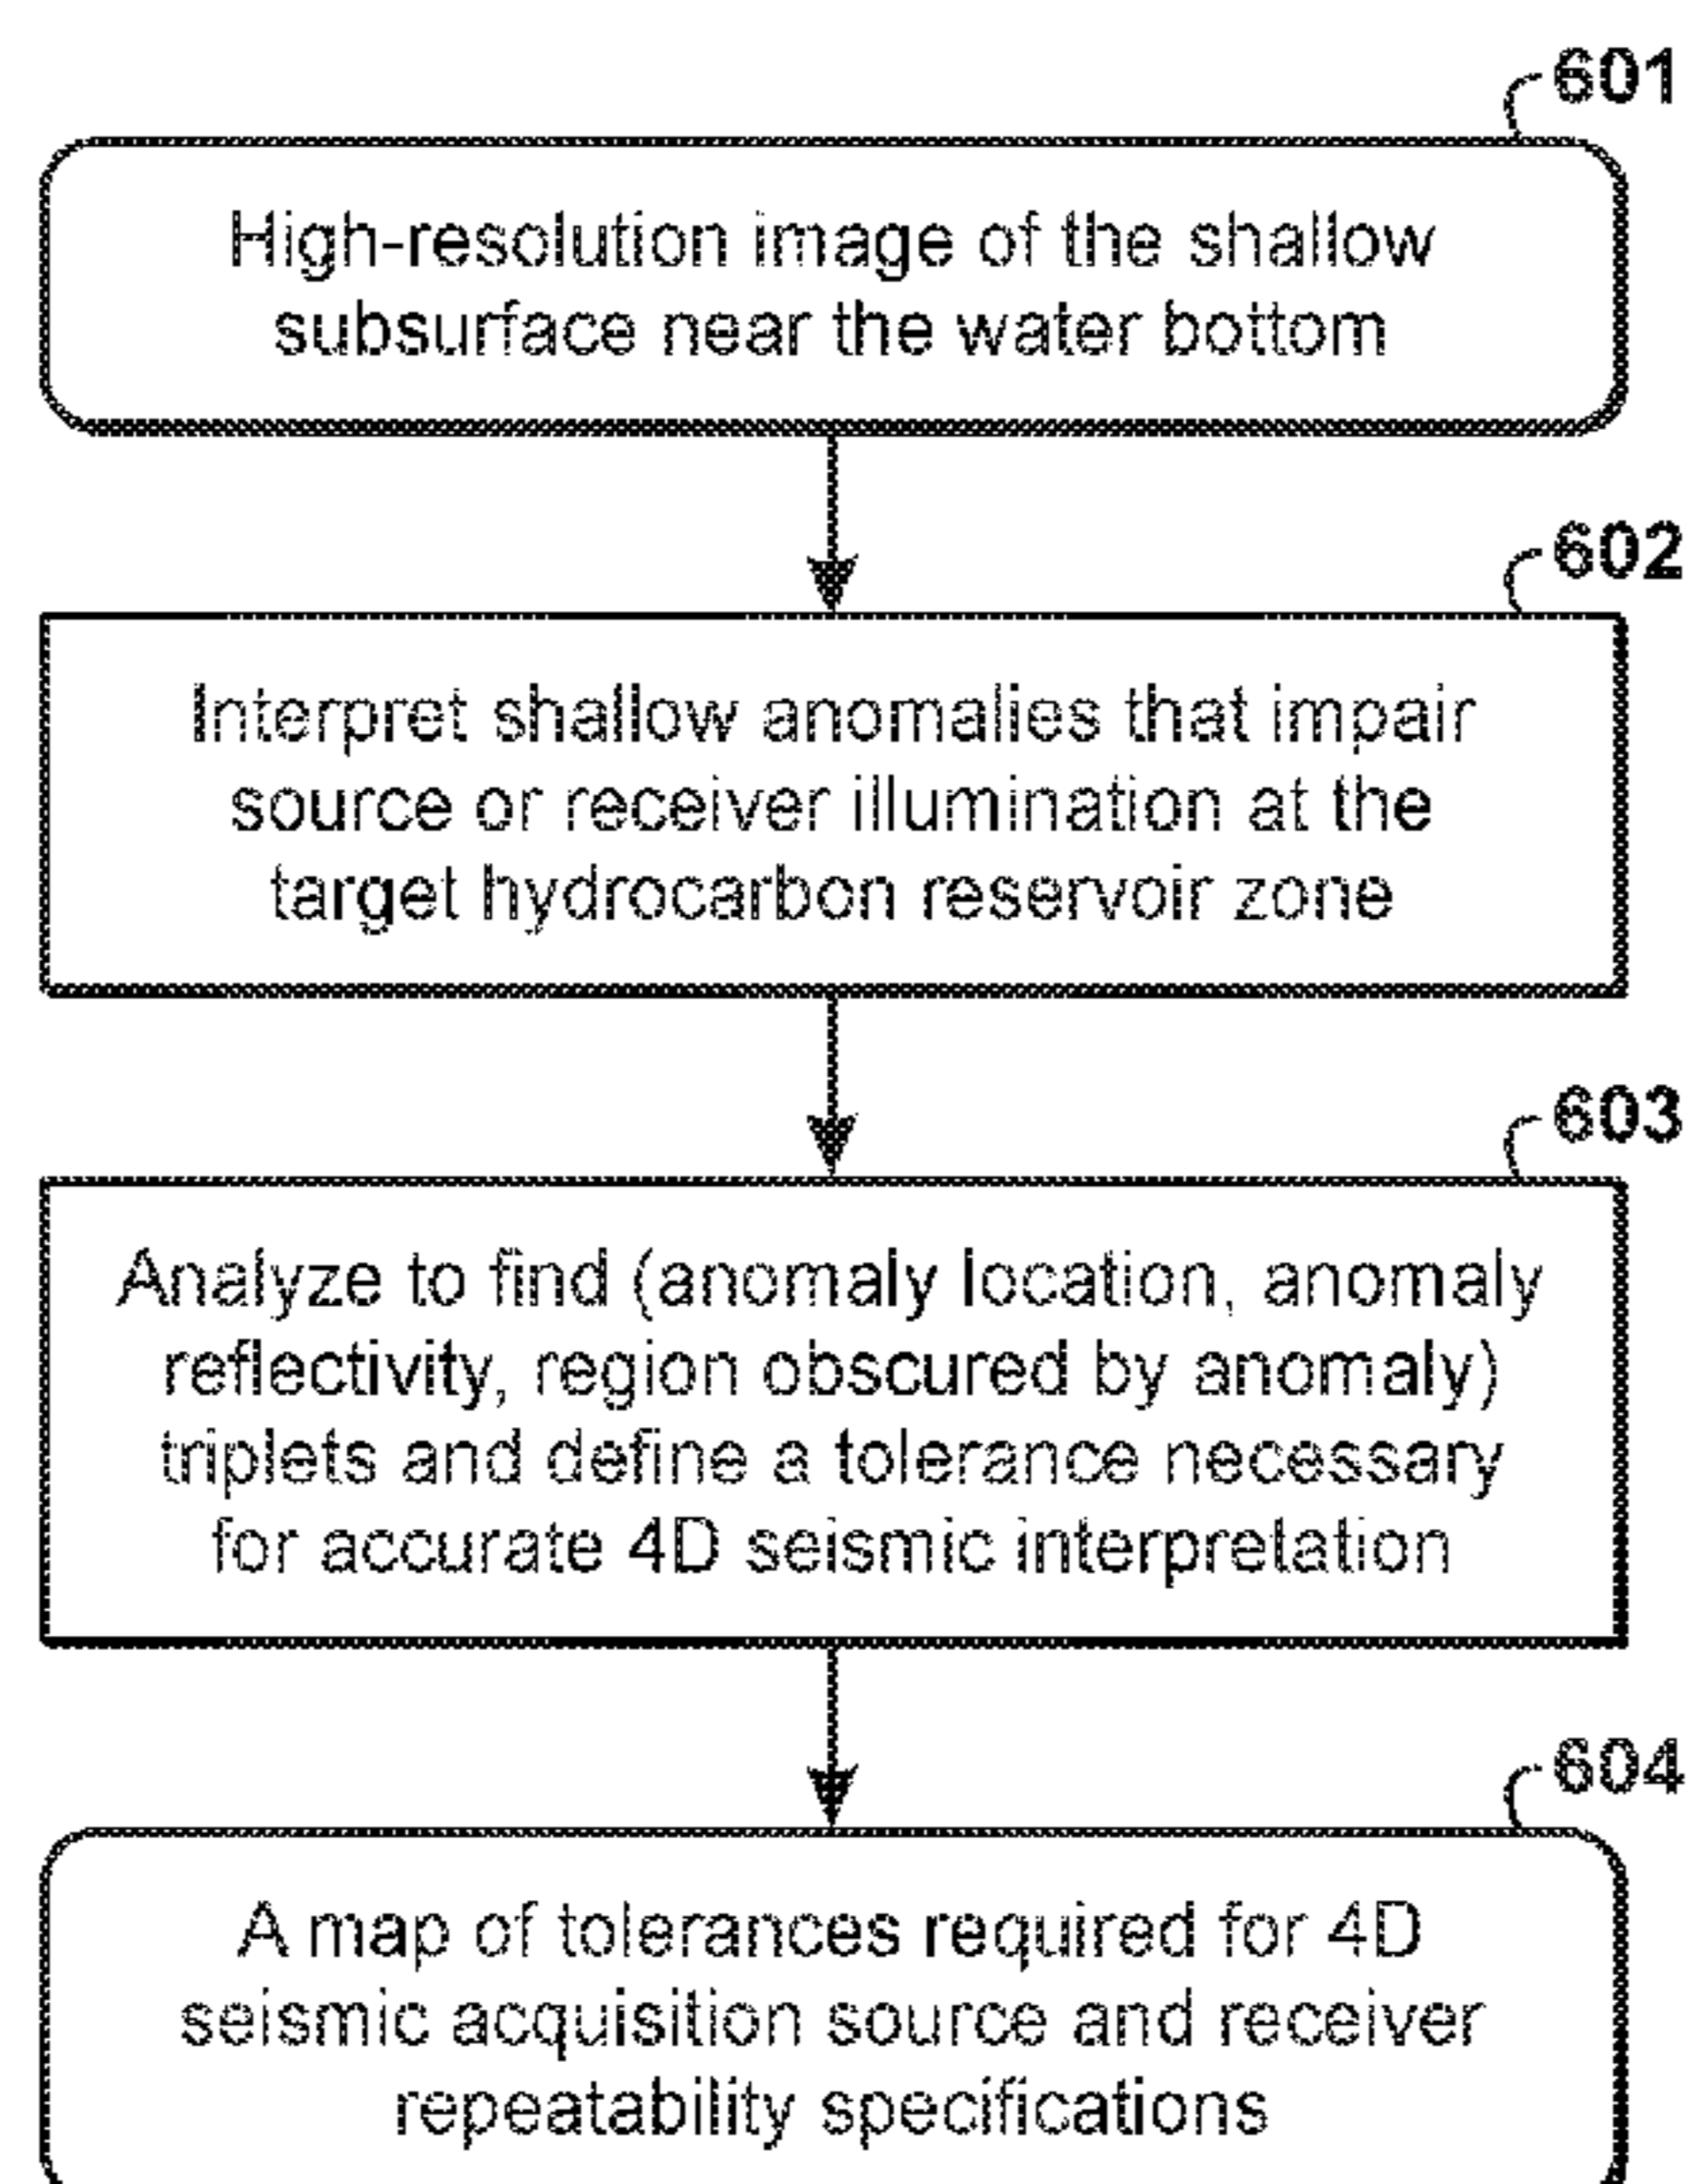 601
High-resolution image of the shallow
subsurface near the water bottom
602
Interpret shallow anomalies that impair
source or receiver illumination at the
target hydrocarbon reservoir zone
603
Analyze to find (anomaly location, anomaly
reflectivity, region obscured by anomaly)
triplets and define a tolerance necessary
for accurate 4D seismic interpretation
604
A map of tolerances required for 4D
seismic acquisition source and receiver
repeatability specifications